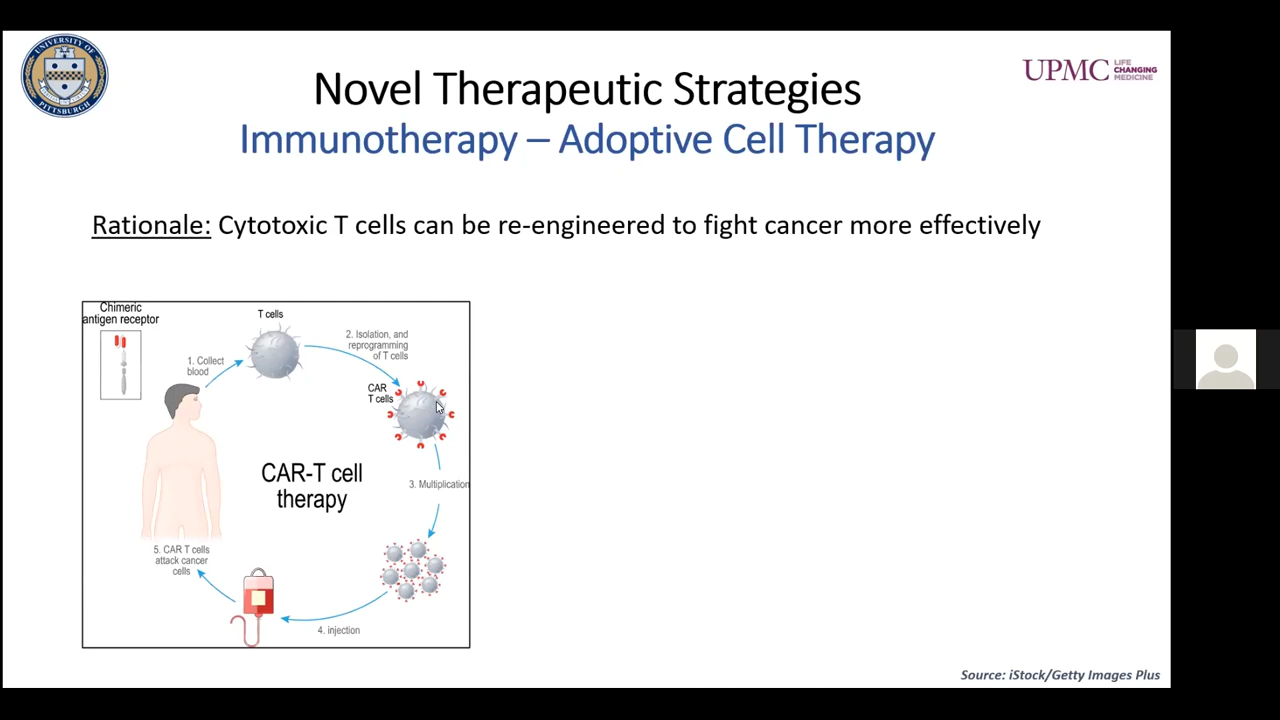 UNIVERSITY OF
PITTSBURGH
UPMC LIFE
CHANGING
MEDICINE
Novel Therapeutic Strategies
Immunotherapy – Adoptive Cell Therapy
Rationale: Cytotoxic T cells can be re-engineered to fight cancer more effectively
Chimeric
antigen receptor
T cells
1. Collect
blood
2. Isolation, and
reprogramming
of T cells
CAR
T cells
CAR-T cell
therapy
3. Multiplication
5. CAR T cells
attack cancer
cells
4. injection
Source: iStock/Getty Images Plus